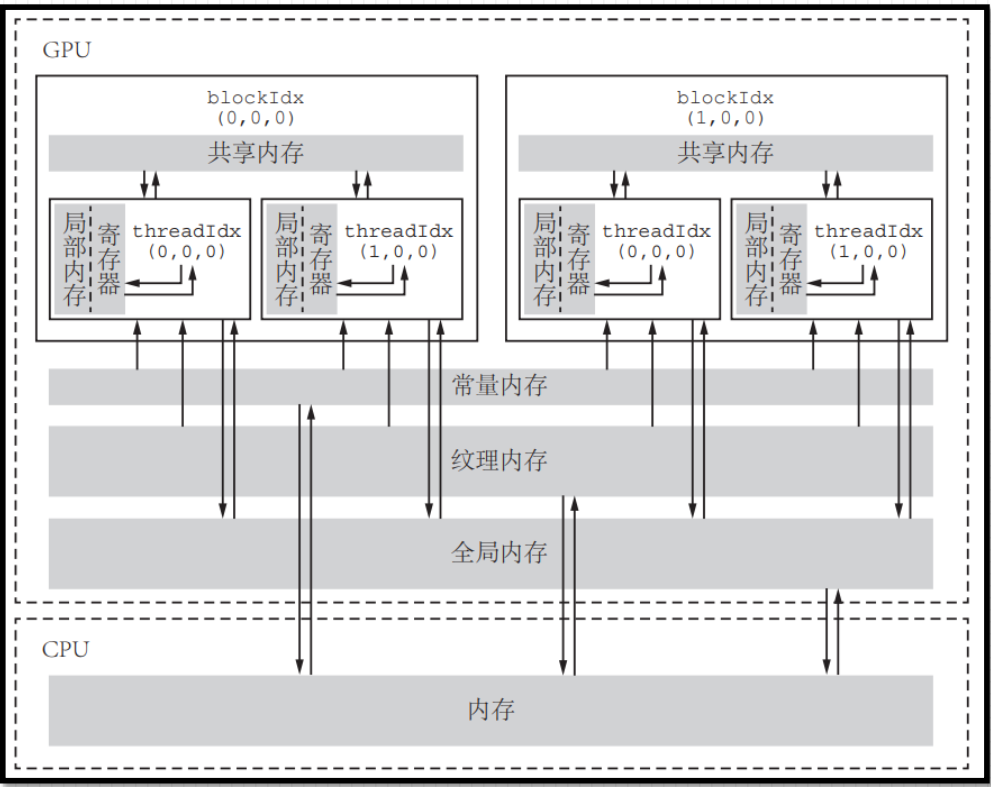 GPU
blockIdx
(0,0,0)
共享内存
局部内存
寄存器
threadIdx
(0,0,0)
局部内存
寄存器
threadIdx
(1,0,0)
blockIdx
(1,0,0)
共享内存
局部内存
寄存器
threadIdx
(0,0,0)
局部内存
寄存器
threadIdx
(1,0,0)
常量内存
纹理内存
全局内存
CPU
内存